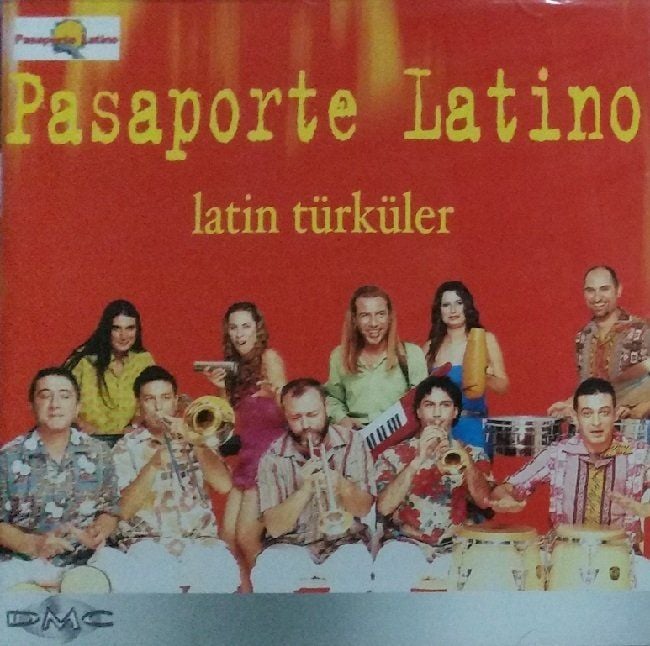 Pasaporte Latino
Pasaporte Latino
latin türküler
DMC